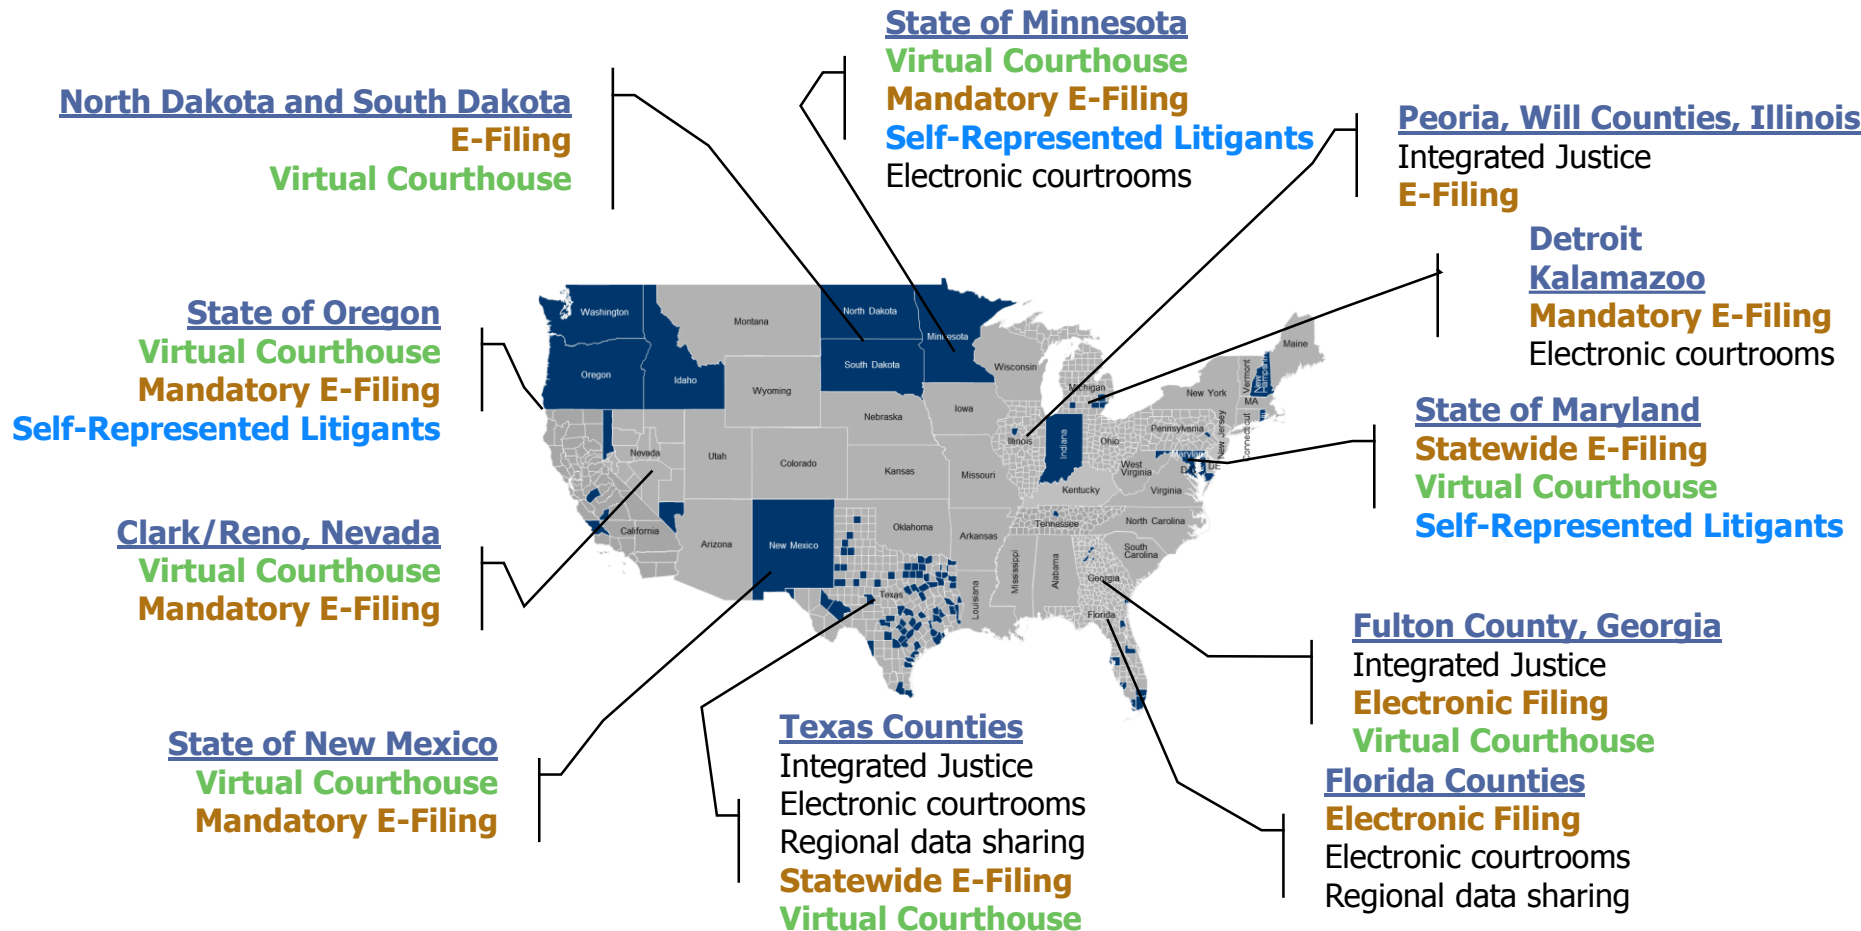 State of Minnesota
Virtual Courthouse
Mandatory E-Filing
Self-Represented Litigants
Electronic courtrooms
North Dakota and South Dakota
E-Filing
Virtual Courthouse
Peoria, Will Counties, Illinois
Integrated Justice
E-Filing
Detroit
Kalamazoo
Mandatory E-Filing
Electronic courtrooms
State of Oregon
Virtual Courthouse
Mandatory E-Filing
Self-Represented Litigants
State of Maryland
Statewide E-Filing
Virtual Courthouse
Self-Represented Litigants
Clark/Reno, Nevada
Virtual Courthouse
Mandatory E-Filing
Fulton County, Georgia
Integrated Justice
Electronic Filing
Virtual Courthouse
State of New Mexico
Virtual Courthouse
Mandatory E-Filing
Texas Counties
Integrated Justice
Electronic courtrooms
Regional data sharing
Statewide E-Filing
Virtual Courthouse
Florida Counties
Electronic Filing
Electronic courtrooms
Regional data sharing
Washington
Montana
North Dakota
Minnesota
Maine
Oregon
Idaho
Wyoming
South Dakota
Wisconsin
Michigan
New York
Vermont
New
Hampshire
MA
Connecticut
New Jersey
Nevada
Utah
Colorado
Nebraska
Iowa
Illinois
Indiana
Ohio
Pennsylvania
Maryland
DE
Kansas
Missouri
Kentucky
West
Virginia
Virginia
California
Arizona
New Mexico
Oklahoma
Arkansas
Tennessee
North Carolina
South
Carolina
Texas
Louisiana
Mississippi
Alabama
Georgia
Florida